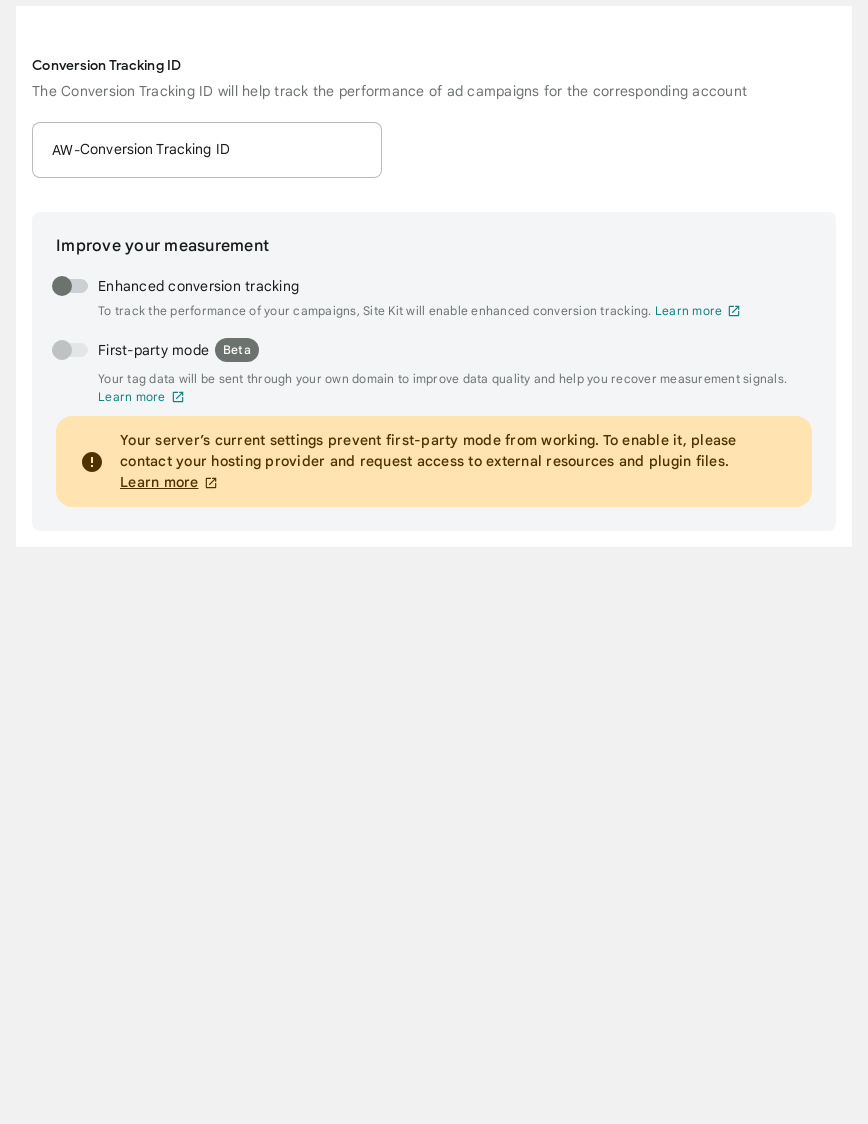 Conversion Tracking ID
The Conversion Tracking ID will help track the performance of ad campaigns for the corresponding account
AW-Conversion Tracking ID
Improve your measurement
Enhanced conversion tracking
To track the performance of your campaigns, Site Kit will enable enhanced conversion tracking. Learn more
First-party mode Beta
Your tag data will be sent through your own domain to improve data quality and help you recover measurement signals.
Learn more
Your server’s current settings prevent first-party mode from working. To enable it, please
contact your hosting provider and request access to external resources and plugin files.
Learn more